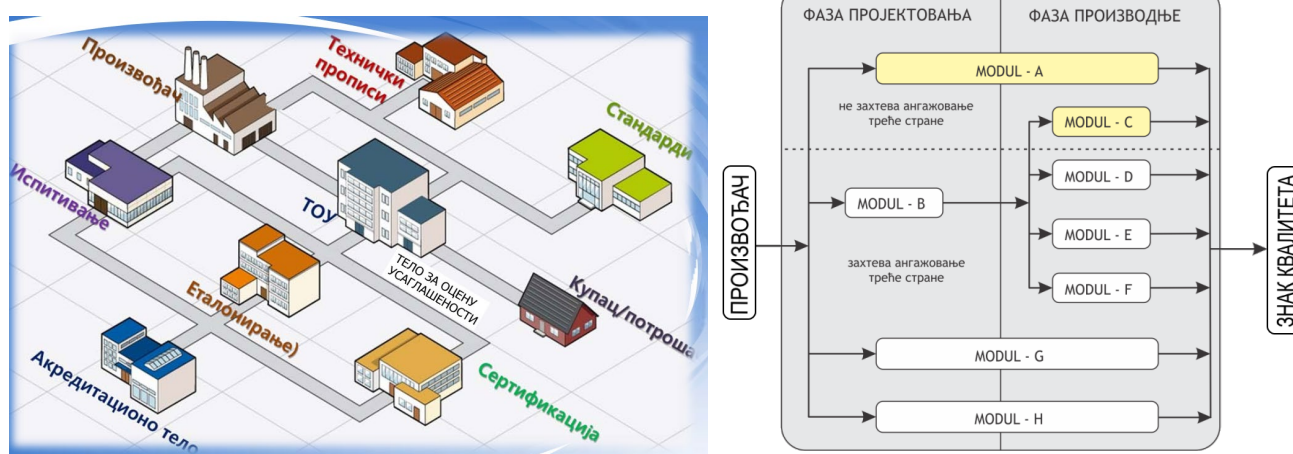 Произвођач
Технички
прописи
Стандарди
Испитивање
ТОУ
ТЕЛО ЗА ОЦЕНУ
УСАГЛАШЕНОСТИ
Купац/потроша
Еталонирање)
Акредитационо тело
Сертификација
ФАЗА ПРОЈЕКТОВАЊА
ФАЗА ПРОИЗВОДЊЕ
MODUL - A
не захтева ангажовање
треће стране
MODUL - C
MODUL - D
MODUL - B
MODUL - E
захтева ангажовање
треће стране
MODUL - F
MODUL - G
MODUL - H
ПРОИЗВОЂАЧ
ЗНАК КВАЛИТЕТА